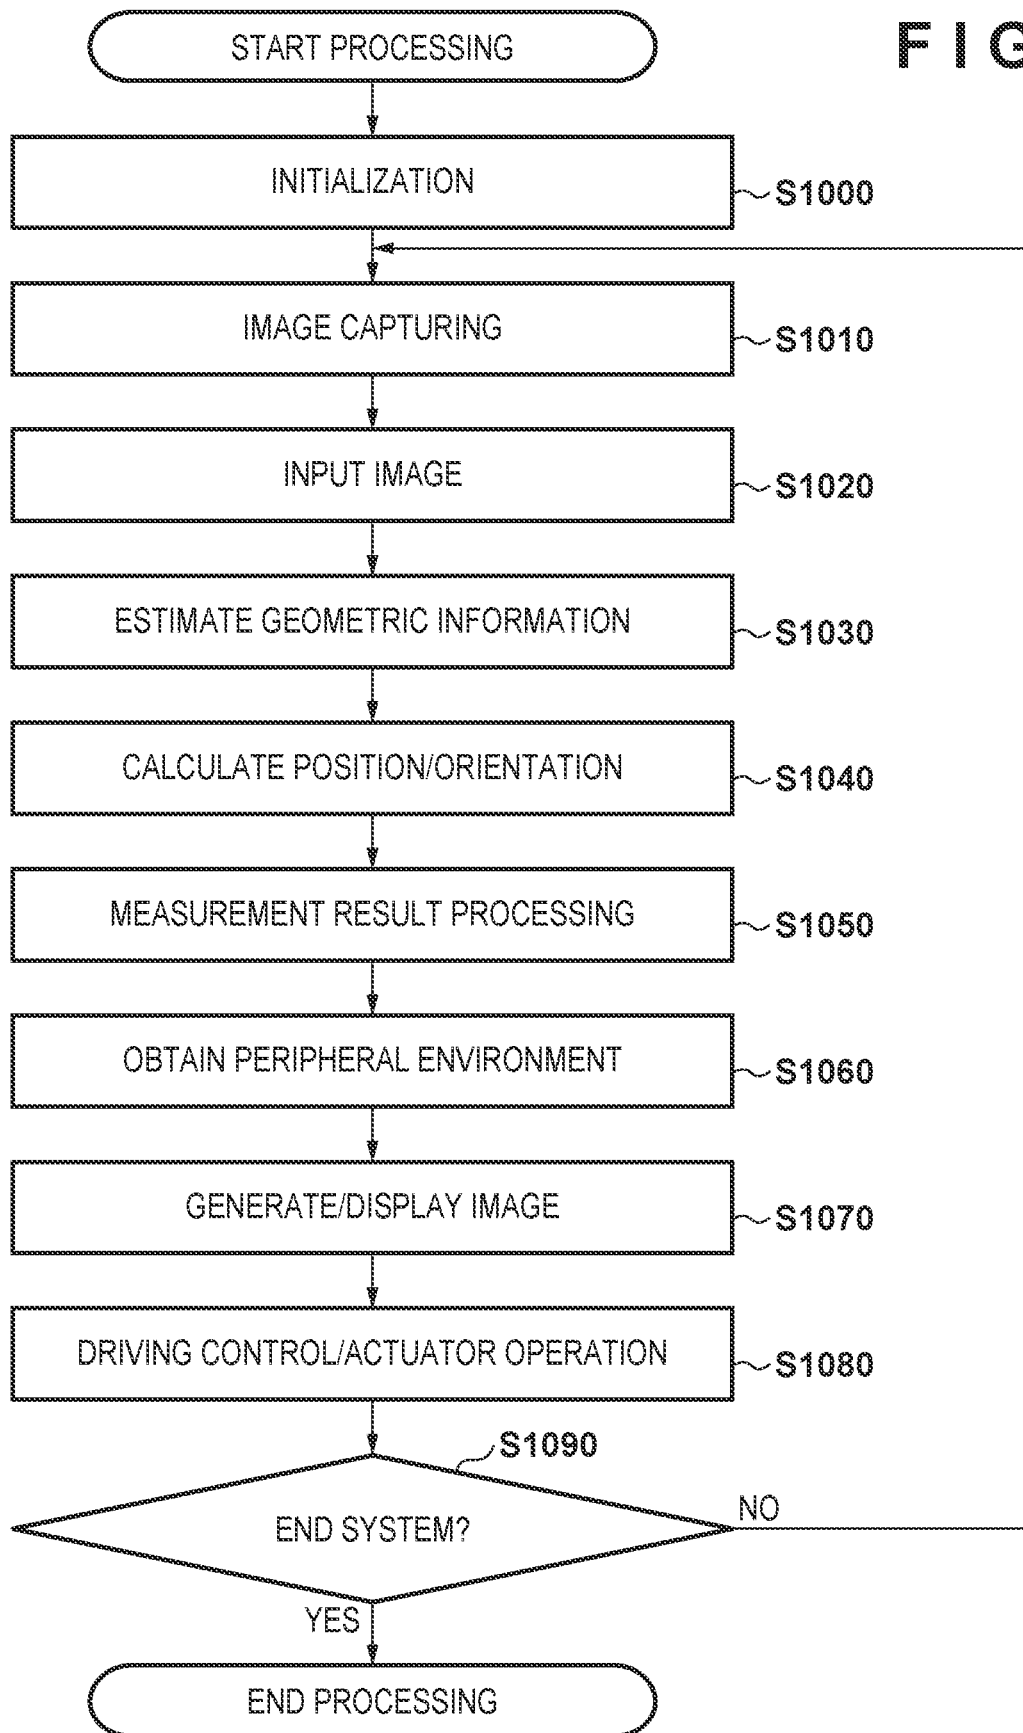 START PROCESSING
FIG
INITIALIZATION
S1000
IMAGE CAPTURING
S1010
INPUT IMAGE
S1020
ESTIMATE GEOMETRIC INFORMATION
S1030
CALCULATE POSITION/ORIENTATION
S1040
MEASUREMENT RESULT PROCESSING
S1050
OBTAIN PERIPHERAL ENVIRONMENT
S1060
GENERATE/DISPLAY IMAGE
S1070
DRIVING CONTROL/ACTUATOR OPERATION
S1080
S1090
END SYSTEM?
NO
YES
END PROCESSING